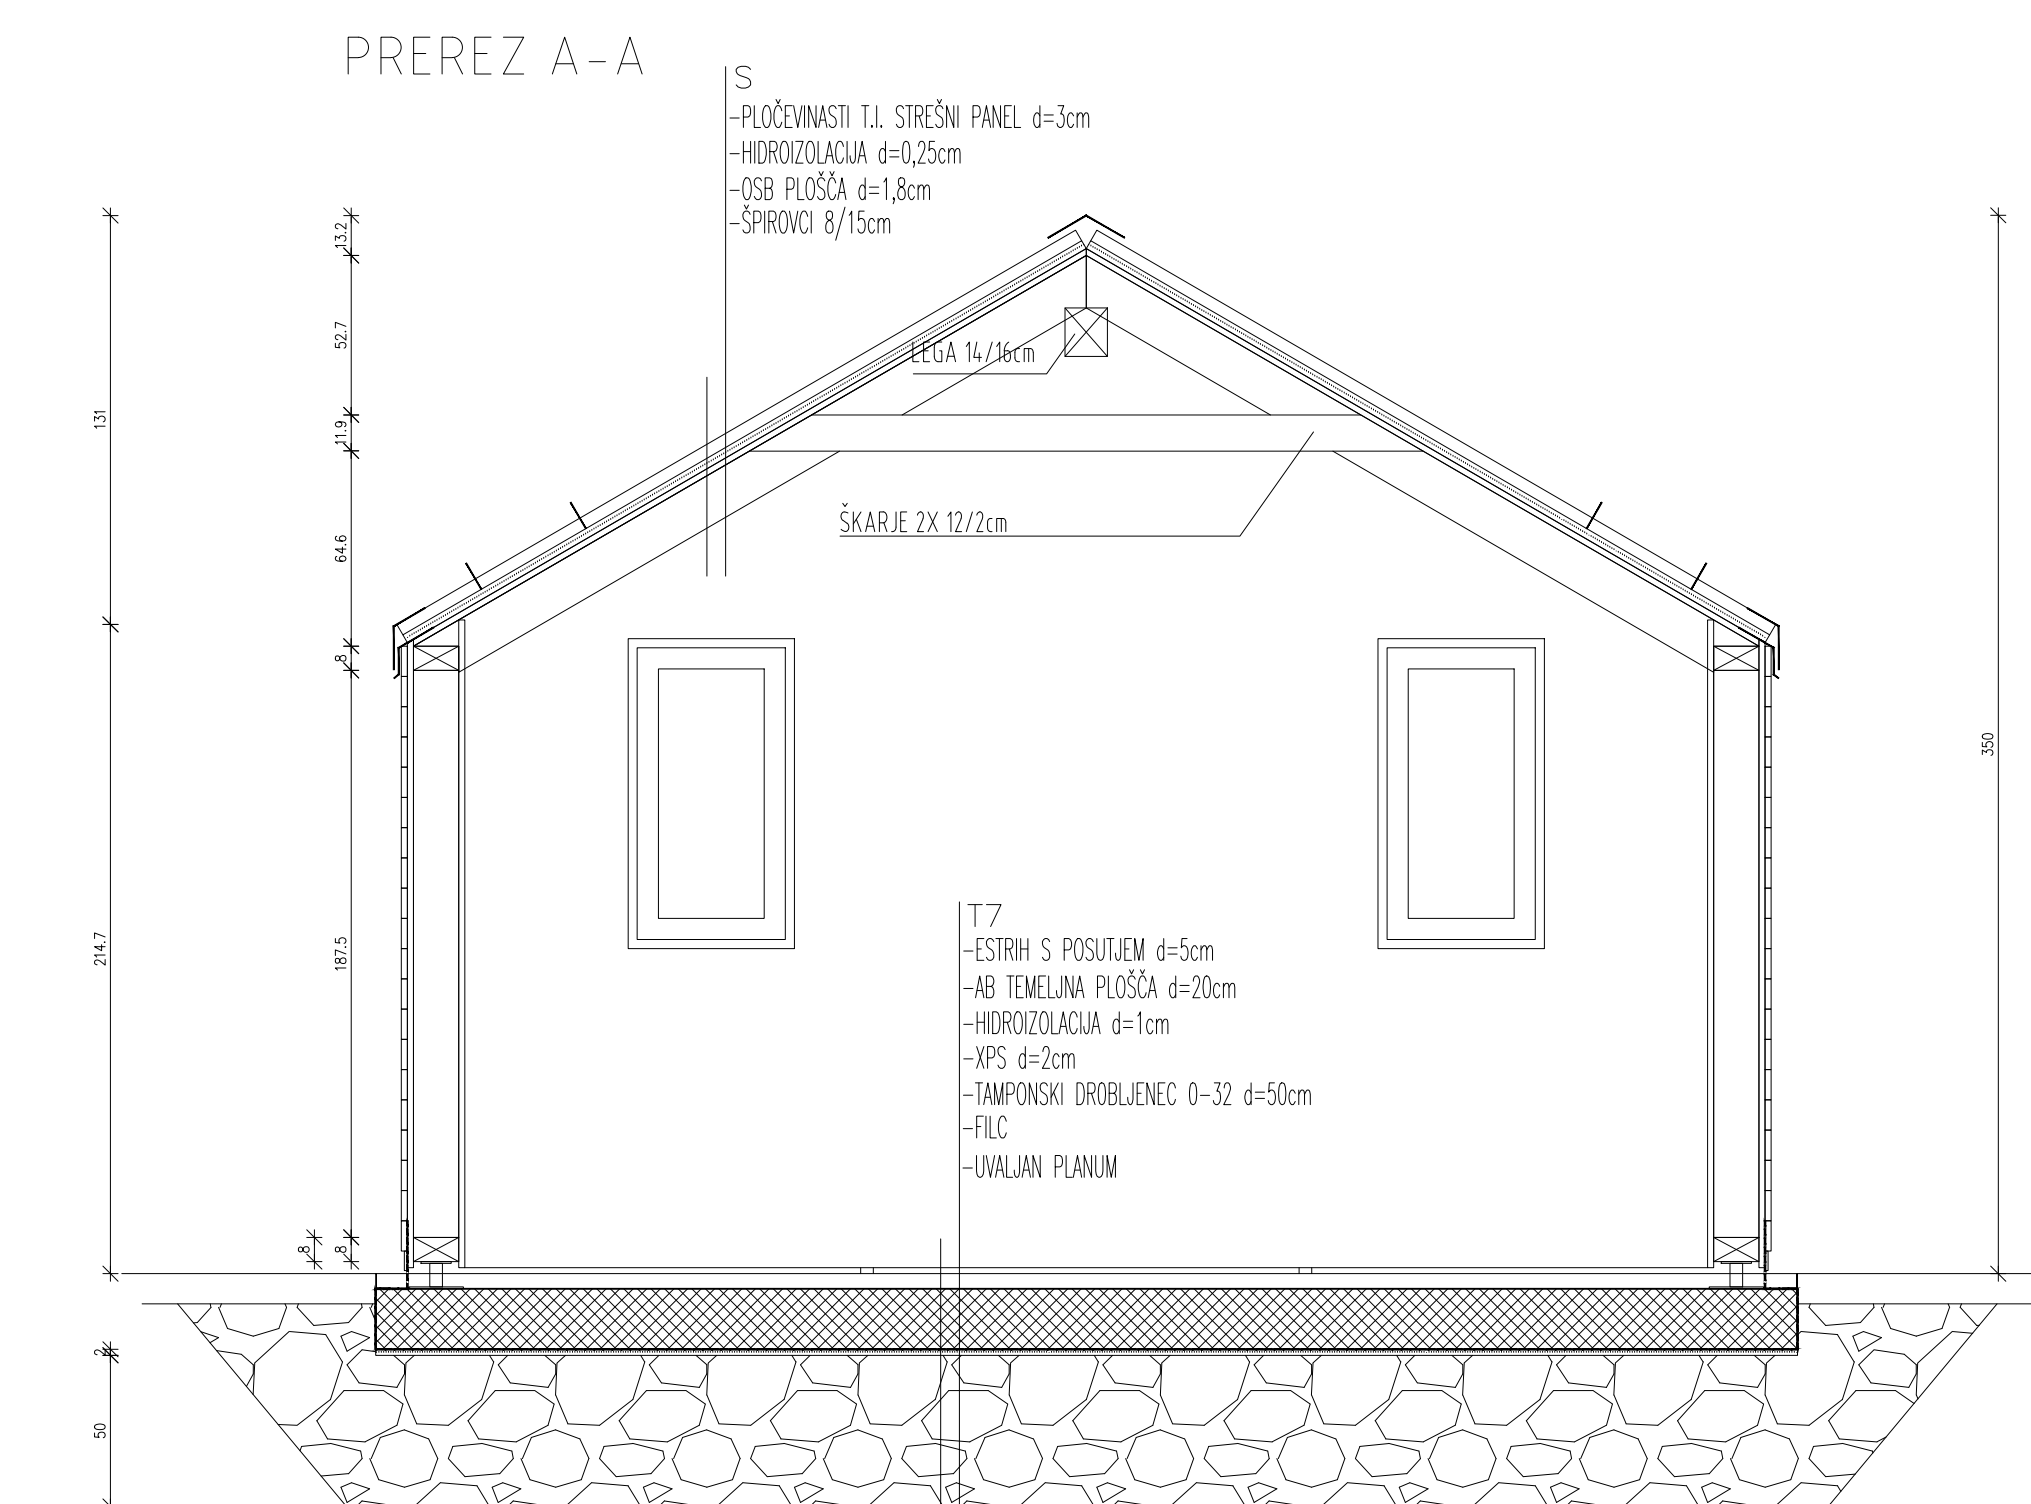 PREREZ A-A
S
-PLOČEVINASTI T.I. STREŠNI PANEL d=3cm
-HIDROIZOLACIJA d=0,25cm
-OSB PLOŠČA d=1,8cm
-ŠPIROVCI 8/15cm
13.2
52.7
LEGA 14/16cm
131
11.9
ŠKARJE 2X 12/2cm
64.6
8
350
T7
-ESTRIH S POSUTJEM d=5cm
214.7
187.5
-AB TEMELJNA PLOŠČA d=20cm
-HIDROIZOLACIJA d=1cm
-XPS d=2cm
-TAMPONSKI DROBLJENEC 0-32 d=50cm
-FILC
-UVALJAN PLANUM
8
8
2
50